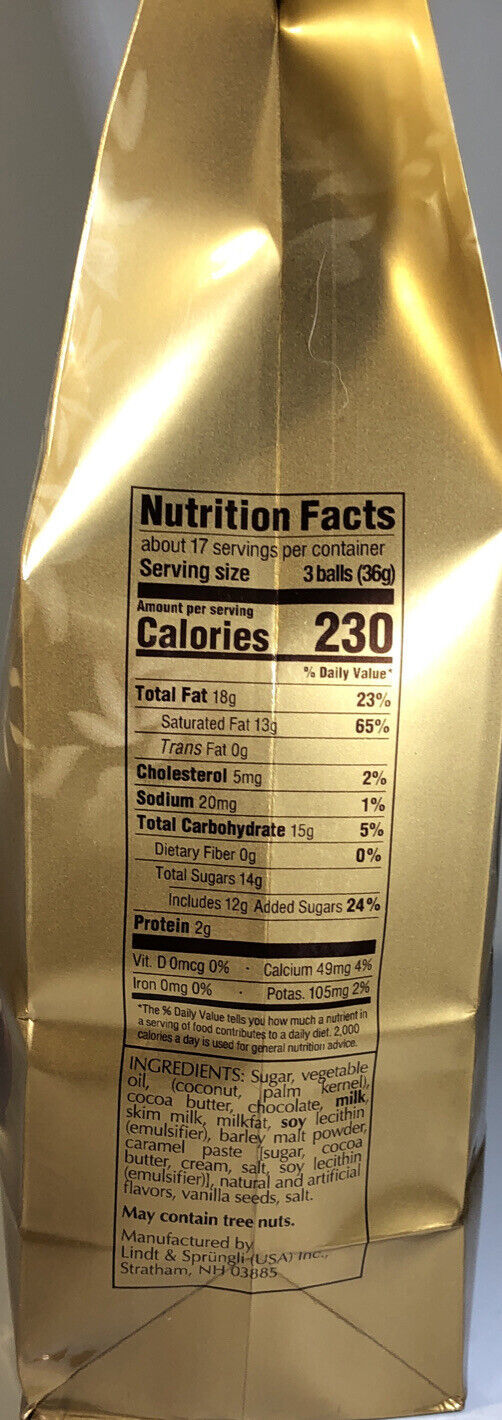 Nutrition Facts
about 17 servings per container
Serving size 3 balls (36g)
Amount per serving
Calories 230
% Daily Value*
Total Fat 18g 23%
Saturated Fat 13g 65%
Trans Fat 0g
Cholesterol 5mg 2%
Sodium 20mg 1%
Total Carbohydrate 15g 5%
Dietary Fiber 0g 0%
Total Sugars 14g
Includes 12g Added Sugars 24%
Protein 2g
Vit. D 0mcg 0% · Calcium 49mg 4%
Iron 0mg 0% · Potas. 105mg 2%
*The % Daily Value tells you how much a nutrient in
a serving of food contributes to a daily diet. 2,000
calories a day is used for general nutrition advice.
INGREDIENTS: Sugar, vegetable
oil, (coconut, palm kernel),
cocoa butter, chocolate, milk,
skim milk, milkfat, soy lecithin
(emulsifier), barley malt powder,
caramel paste [sugar, cocoa
butter, cream, salt, soy lecithin
(emulsifier)], natural and artificial
flavors, vanilla seeds, salt.
May contain tree nuts.
Manufactured by
Lindt & Sprüngli (USA) Inc.,
Stratham, NH 03885